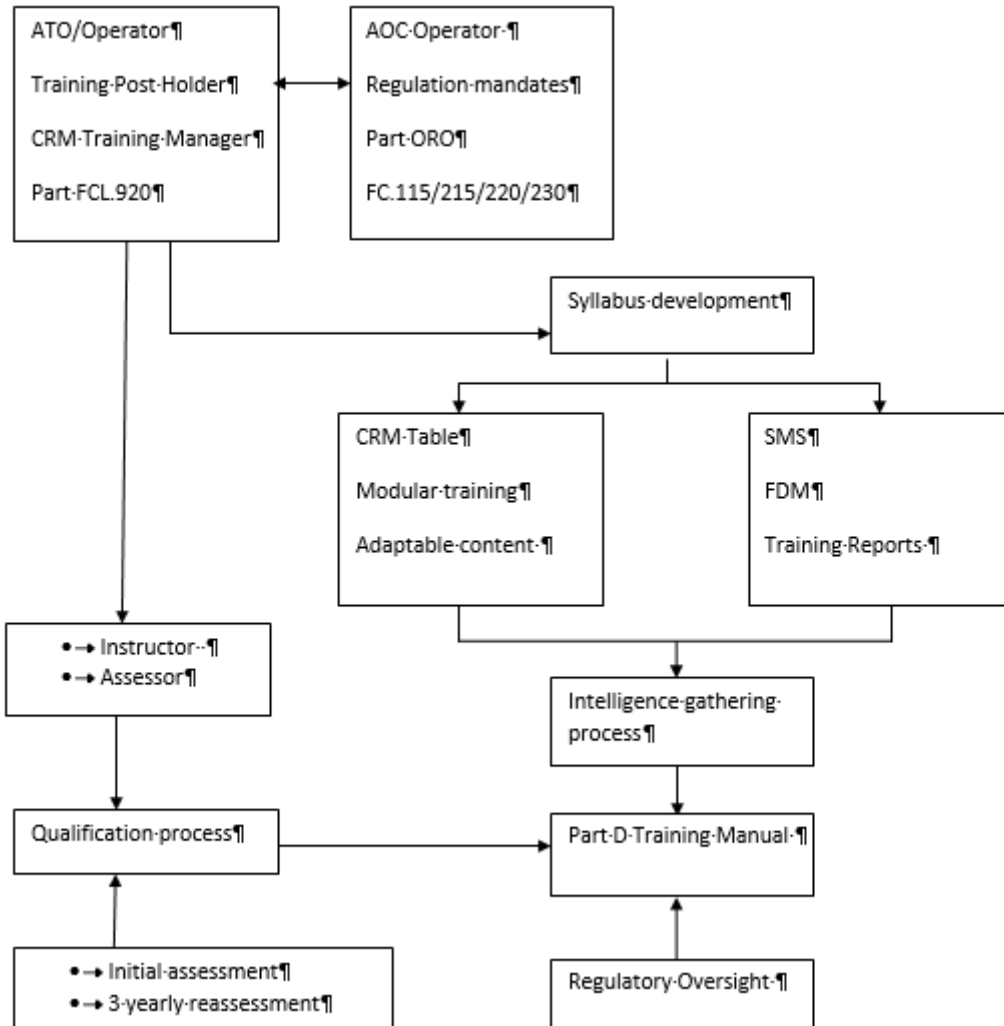 ATO/Operator¶
Training·Post·Holder¶
CRM·Training·Manager¶
Part·FCL.920¶
AOC·Operator·¶
Regulation·mandates¶
Part·ORO¶
FC.115/215/220/230¶
Syllabus·development¶
CRM·Table¶
Modular·training¶
Adaptable·content·¶
SMS¶
FDM¶
Training·Reports·¶
•→Instructor··¶
•→Assessor¶
Intelligence·gathering·
process¶
Qualification·process¶
Part·D·Training·Manual·¶
•→Initial·assessment¶
•→3·yearly·reassessment¶
Regulatory·Oversight·¶